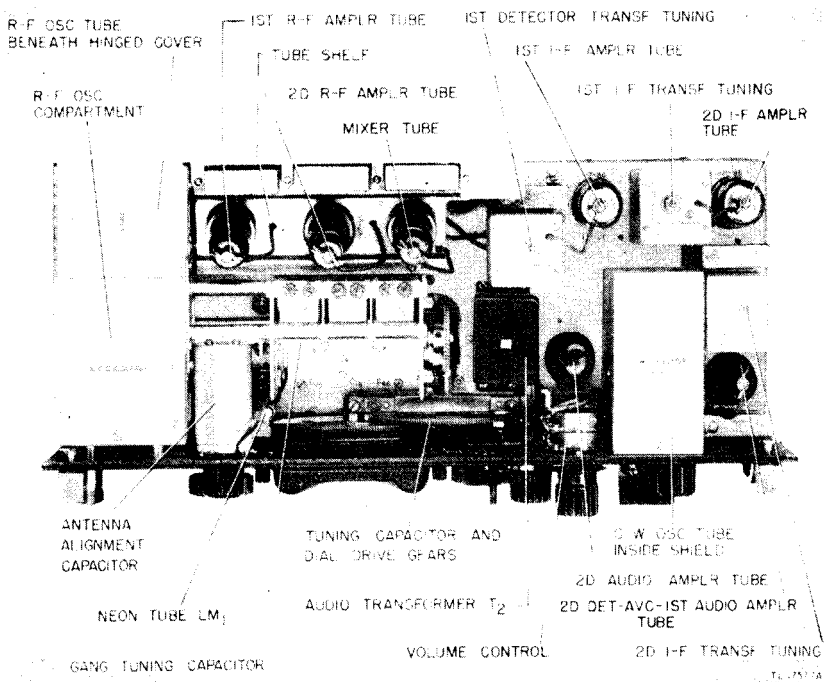 R-F OSC TUBE
BENEATH HINGED COVER
1ST R-F AMPLR TUBE
1ST DETECTOR TRANSF TUNING
TUBE SHELF
1ST I-F AMPLR TUBE
R-F OSC
COMPARTMENT
2D R-F AMPLR TUBE
1ST I-F TRANSF TUNING
MIXER TUBE
2D I-F AMPLR
TUBE
ANTENNA
ALIGNMENT
CAPACITOR
TUNING CAPACITOR AND
DIAL DRIVE GEARS
C W OSC TUBE
INSIDE SHIELD
2D AUDIO AMPLR TUBE
NEON TUBE LM1
AUDIO TRANSFORMER T2
2D DET-AVC-1ST AUDIO AMPLR
TUBE
VOLUME CONTROL
2D I-F TRANSF TUNING
GANG TUNING CAPACITOR